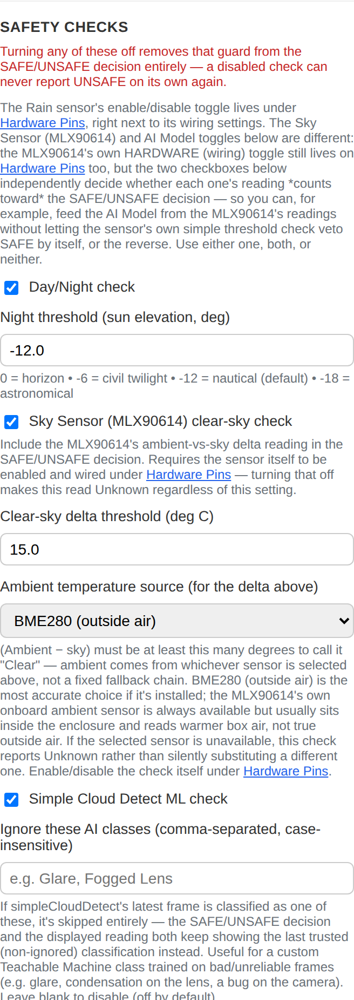 SAFETY CHECKS
Turning any of these off removes that guard from the
SAFE/UNSAFE decision entirely — a disabled check can
never report UNSAFE on its own again.
The Rain sensor's enable/disable toggle lives under
Hardware Pins, right next to its wiring settings. The Sky
Sensor (MLX90614) and AI Model toggles below are different:
the MLX90614's own HARDWARE (wiring) toggle still lives on
Hardware Pins too, but the two checkboxes below
independently decide whether each one's reading *counts
toward* the SAFE/UNSAFE decision — so you can, for
example, feed the AI Model from the MLX90614's readings
without letting the sensor's own simple threshold check veto
SAFE by itself, or the reverse. Use either one, both, or
neither.
Day/Night check
Night threshold (sun elevation, deg)
-12.0
0 = horizon • -6 = civil twilight • -12 = nautical (default) • -18 =
astronomical
Sky Sensor (MLX90614) clear-sky check
Include the MLX90614's ambient-vs-sky delta reading in the
SAFE/UNSAFE decision. Requires the sensor itself to be
enabled and wired under Hardware Pins — turning that off
makes this read Unknown regardless of this setting.
Clear-sky delta threshold (deg C)
15.0
Ambient temperature source (for the delta above)
BME280 (outside air)
(Ambient − sky) must be at least this many degrees to call it
"Clear" — ambient comes from whichever sensor is selected
above, not a fixed fallback chain. BME280 (outside air) is the
most accurate choice if it's installed; the MLX90614's own
onboard ambient sensor is always available but usually sits
inside the enclosure and reads warmer box air, not true
outside air. If the selected sensor is unavailable, this check
reports Unknown rather than silently substituting a different
one. Enable/disable the check itself under Hardware Pins.
Simple Cloud Detect ML check
Ignore these AI classes (comma-separated, case-
insensitive)
e.g. Glare, Fogged Lens
If simpleCloudDetect's latest frame is classified as one of
these, it's skipped entirely — the SAFE/UNSAFE decision
and the displayed reading both keep showing the last trusted
(non-ignored) classification instead. Useful for a custom
Teachable Machine class trained on bad/unreliable frames
(e.g. glare, condensation on the lens, a bug on the camera).
Leave blank to disable (off by default)